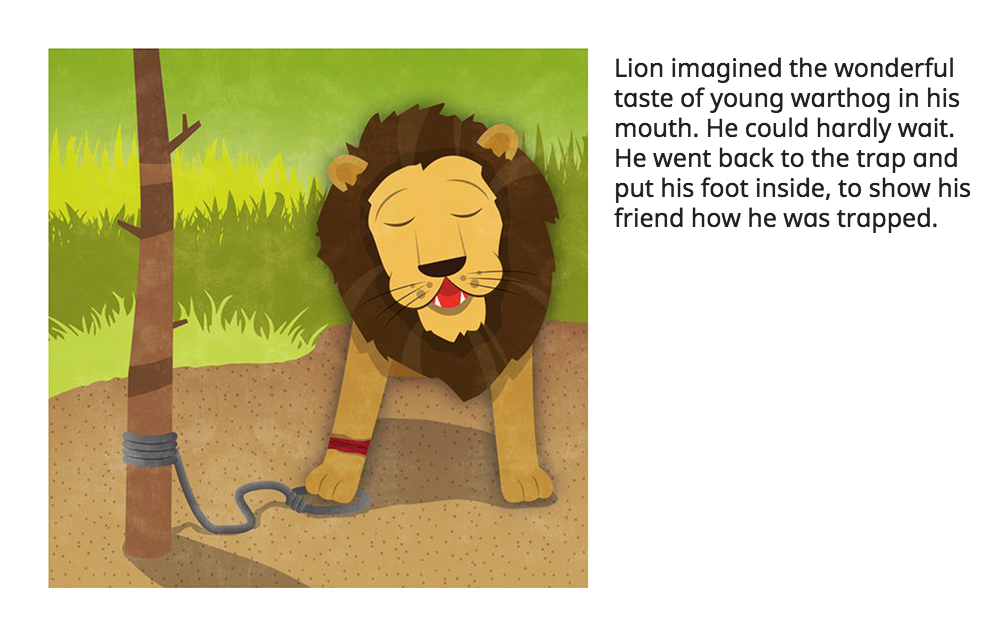 Lion imagined the wonderful
taste of young warthog in his
mouth. He could hardly wait.
He went back to the trap and
put his foot inside, to show his
friend how he was trapped.